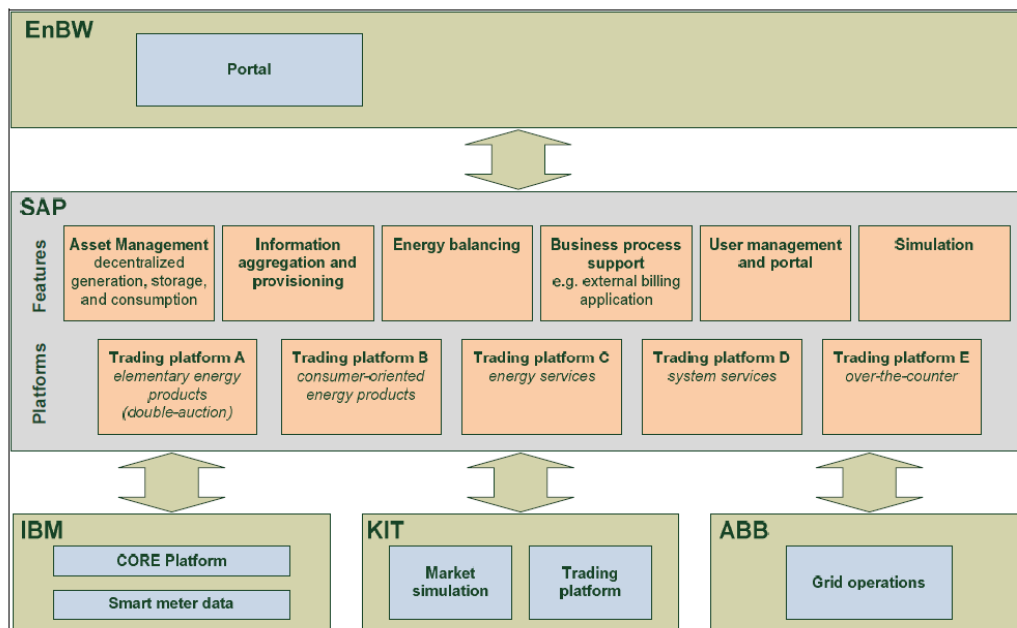 EnBW
Portal
SAP
Features
Asset Management
decentralized
generation, storage,
and consumption
Information
aggregation and
provisioning
Energy balancing
Business process
support
e.g. external billing
application
User management
and portal
Simulation
Platforms
Trading platform A
elementary energy
products
(double-auction)
Trading platform B
consumer-oriented
energy products
Trading platform C
energy services
Trading platform D
system services
Trading platform E
over-the-counter
IBM
CORE Platform
Smart meter data
KIT
Market
simulation
Trading
platform
ABB
Grid operations